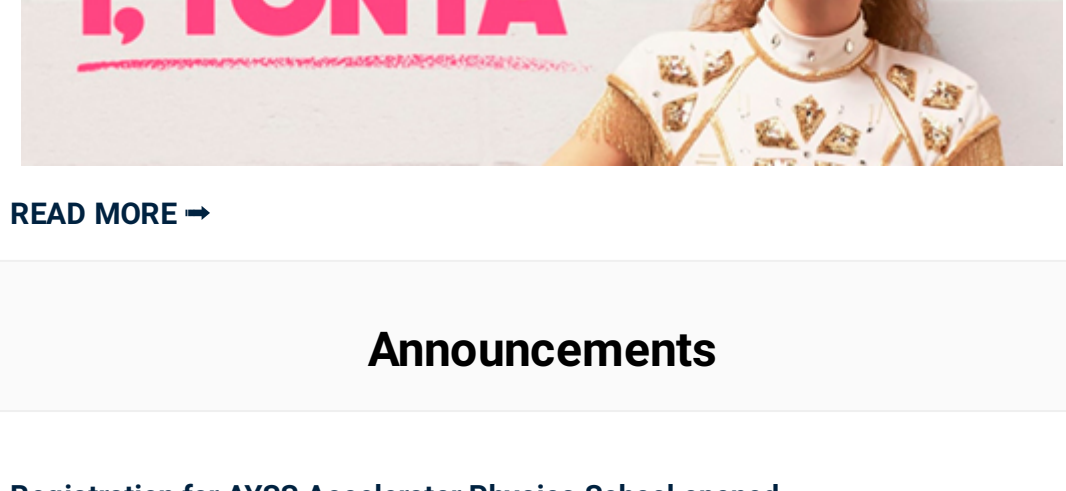 I, TONYA
READ MORE ➡
Announcements
Registration for AYSS Accelerator Physics School opened